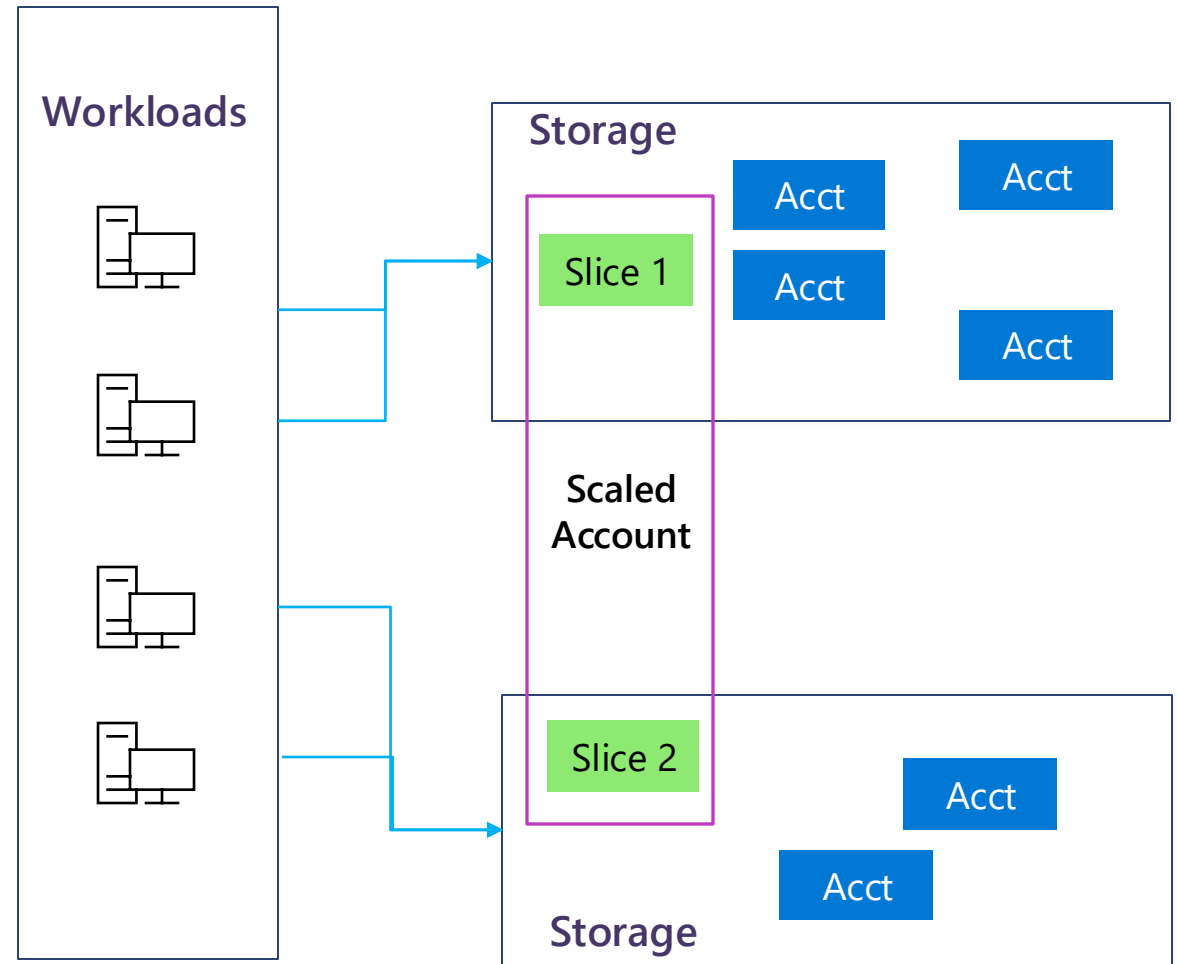 Workloads
Storage
Acct
Acct
Slice 1
Acct
Acct
Scaled
Account
Slice 2
Acct
Acct
Storage